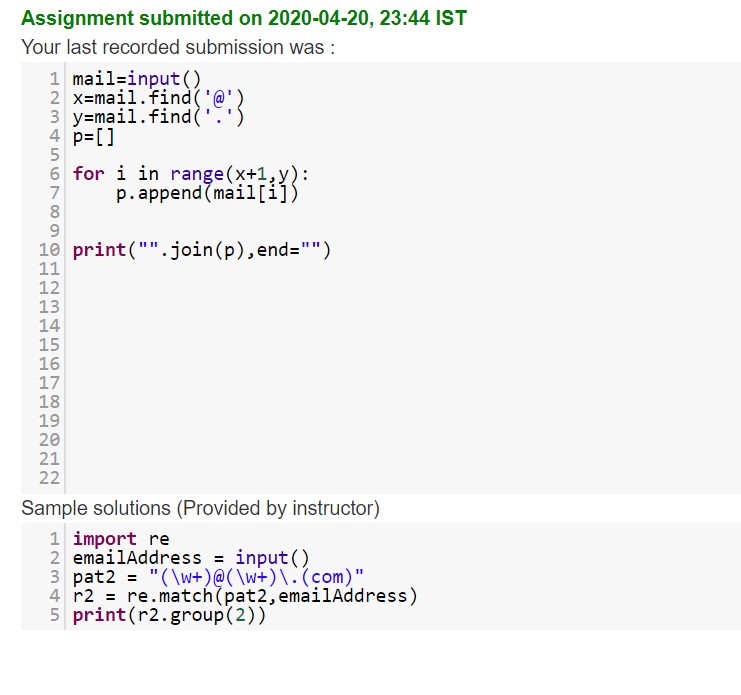 Assignment submitted on 2020-04-20, 23:44 IST
Your last recorded submission was :
1 mail=input()
2 x=mail.find('@')
3 y=mail.find('.')
4 p=[]
5
6 for i in range(x+1,y):
7     p.append(mail[i])
8
9
10 print("".join(p),end="")
11
12
13
14
15
16
17
18
19
20
21
22
Sample solutions (Provided by instructor)
1 import re
2 emailAddress = input()
3 pat2 = "(\w+)@(\w+)\.(com)"
4 r2 = re.match(pat2,emailAddress)
5 print(r2.group(2))